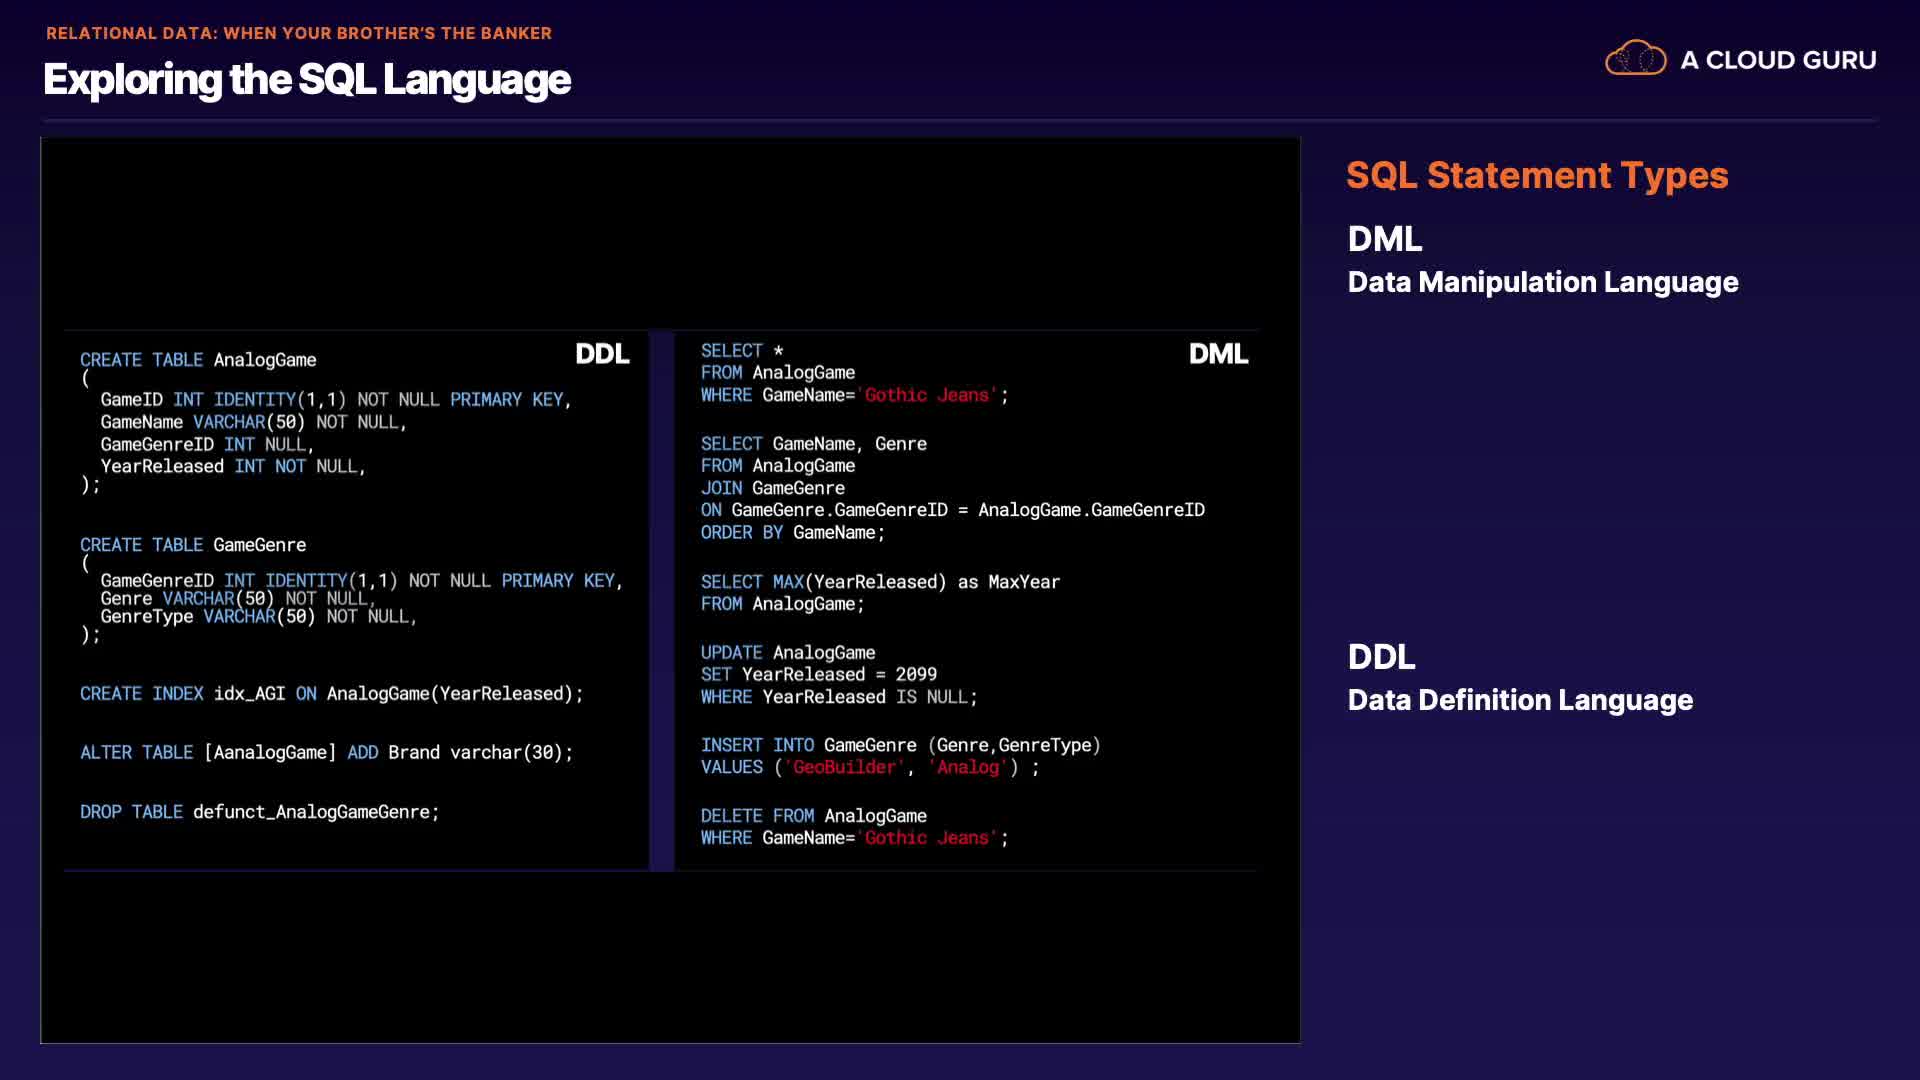 RELATIONAL DATA: WHEN YOUR BROTHER'S THE BANKER
Exploring the SQL Language
A CLOUD GURU
DDL
CREATE TABLE AnalogGame
(
GameID INT IDENTITY(1,1) NOT NULL PRIMARY KEY,
GameName VARCHAR(50) NOT NULL,
GameGenreID INT NULL,
YearReleased INT NOT NULL,
);
CREATE TABLE GameGenre
(
GameGenreID INT IDENTITY(1,1) NOT NULL PRIMARY KEY,
Genre VARCHAR(50) NOT NULL,
GenreType VARCHAR(50) NOT NULL,
);
CREATE INDEX idx_AGI ON AnalogGame(YearReleased);
ALTER TABLE [AanalogGame] ADD Brand varchar(30);
DROP TABLE defunct_AnalogGameGenre;
DML
SELECT *
FROM AnalogGame
WHERE GameName='Gothic Jeans';
SELECT GameName, Genre
FROM AnalogGame
JOIN GameGenre
ON GameGenre.GameGenreID = AnalogGame.GameGenreID
ORDER BY GameName;
SELECT MAX(YearReleased) as MaxYear
FROM AnalogGame;
UPDATE AnalogGame
SET YearReleased = 2099
WHERE YearReleased IS NULL;
INSERT INTO GameGenre (Genre,GenreType)
VALUES ('GeoBuilder', 'Analog') ;
DELETE FROM AnalogGame
WHERE GameName='Gothic Jeans';
SQL Statement Types
DML
Data Manipulation Language
DDL
Data Definition Language